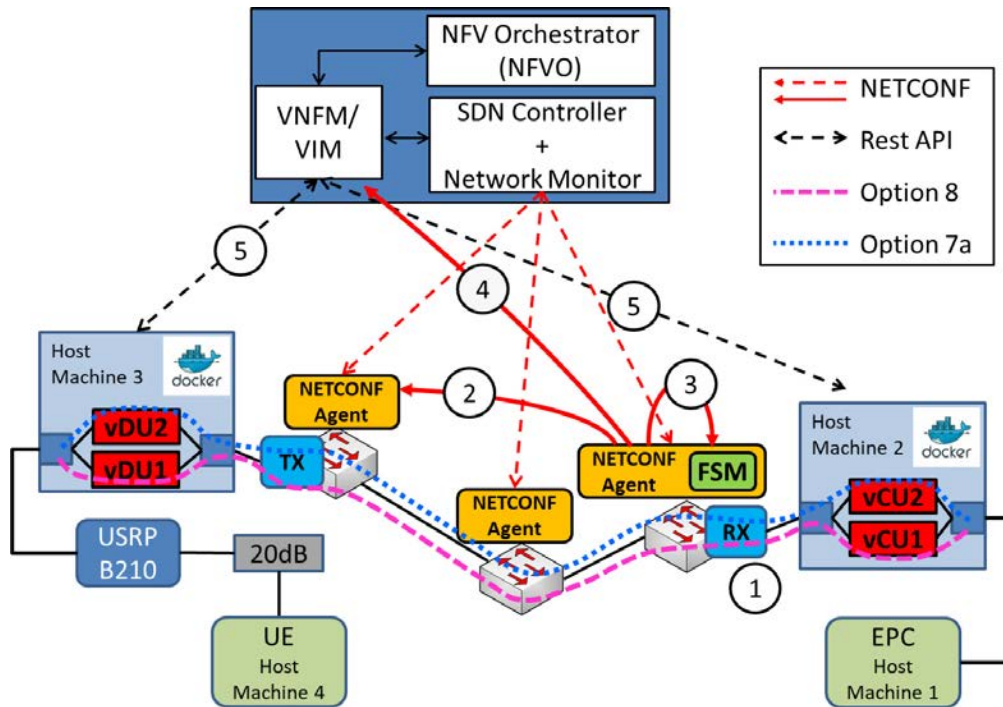 NFV Orchestrator
(NFVO)
VNFM/
VIM
SDN Controller
+
Network Monitor
NETCONF
Rest API
Option 8
Option 7a
5
4
5
Host
Machine 3
docker
vDU2
vDU1
NETCONF
Agent
2
3
TX
NETCONF
Agent
NETCONF
Agent
FSM
RX
1
Host
Machine 2
docker
vCU2
vCU1
USRP
B210
20dB
UE
Host
Machine 4
EPC
Host
Machine 1